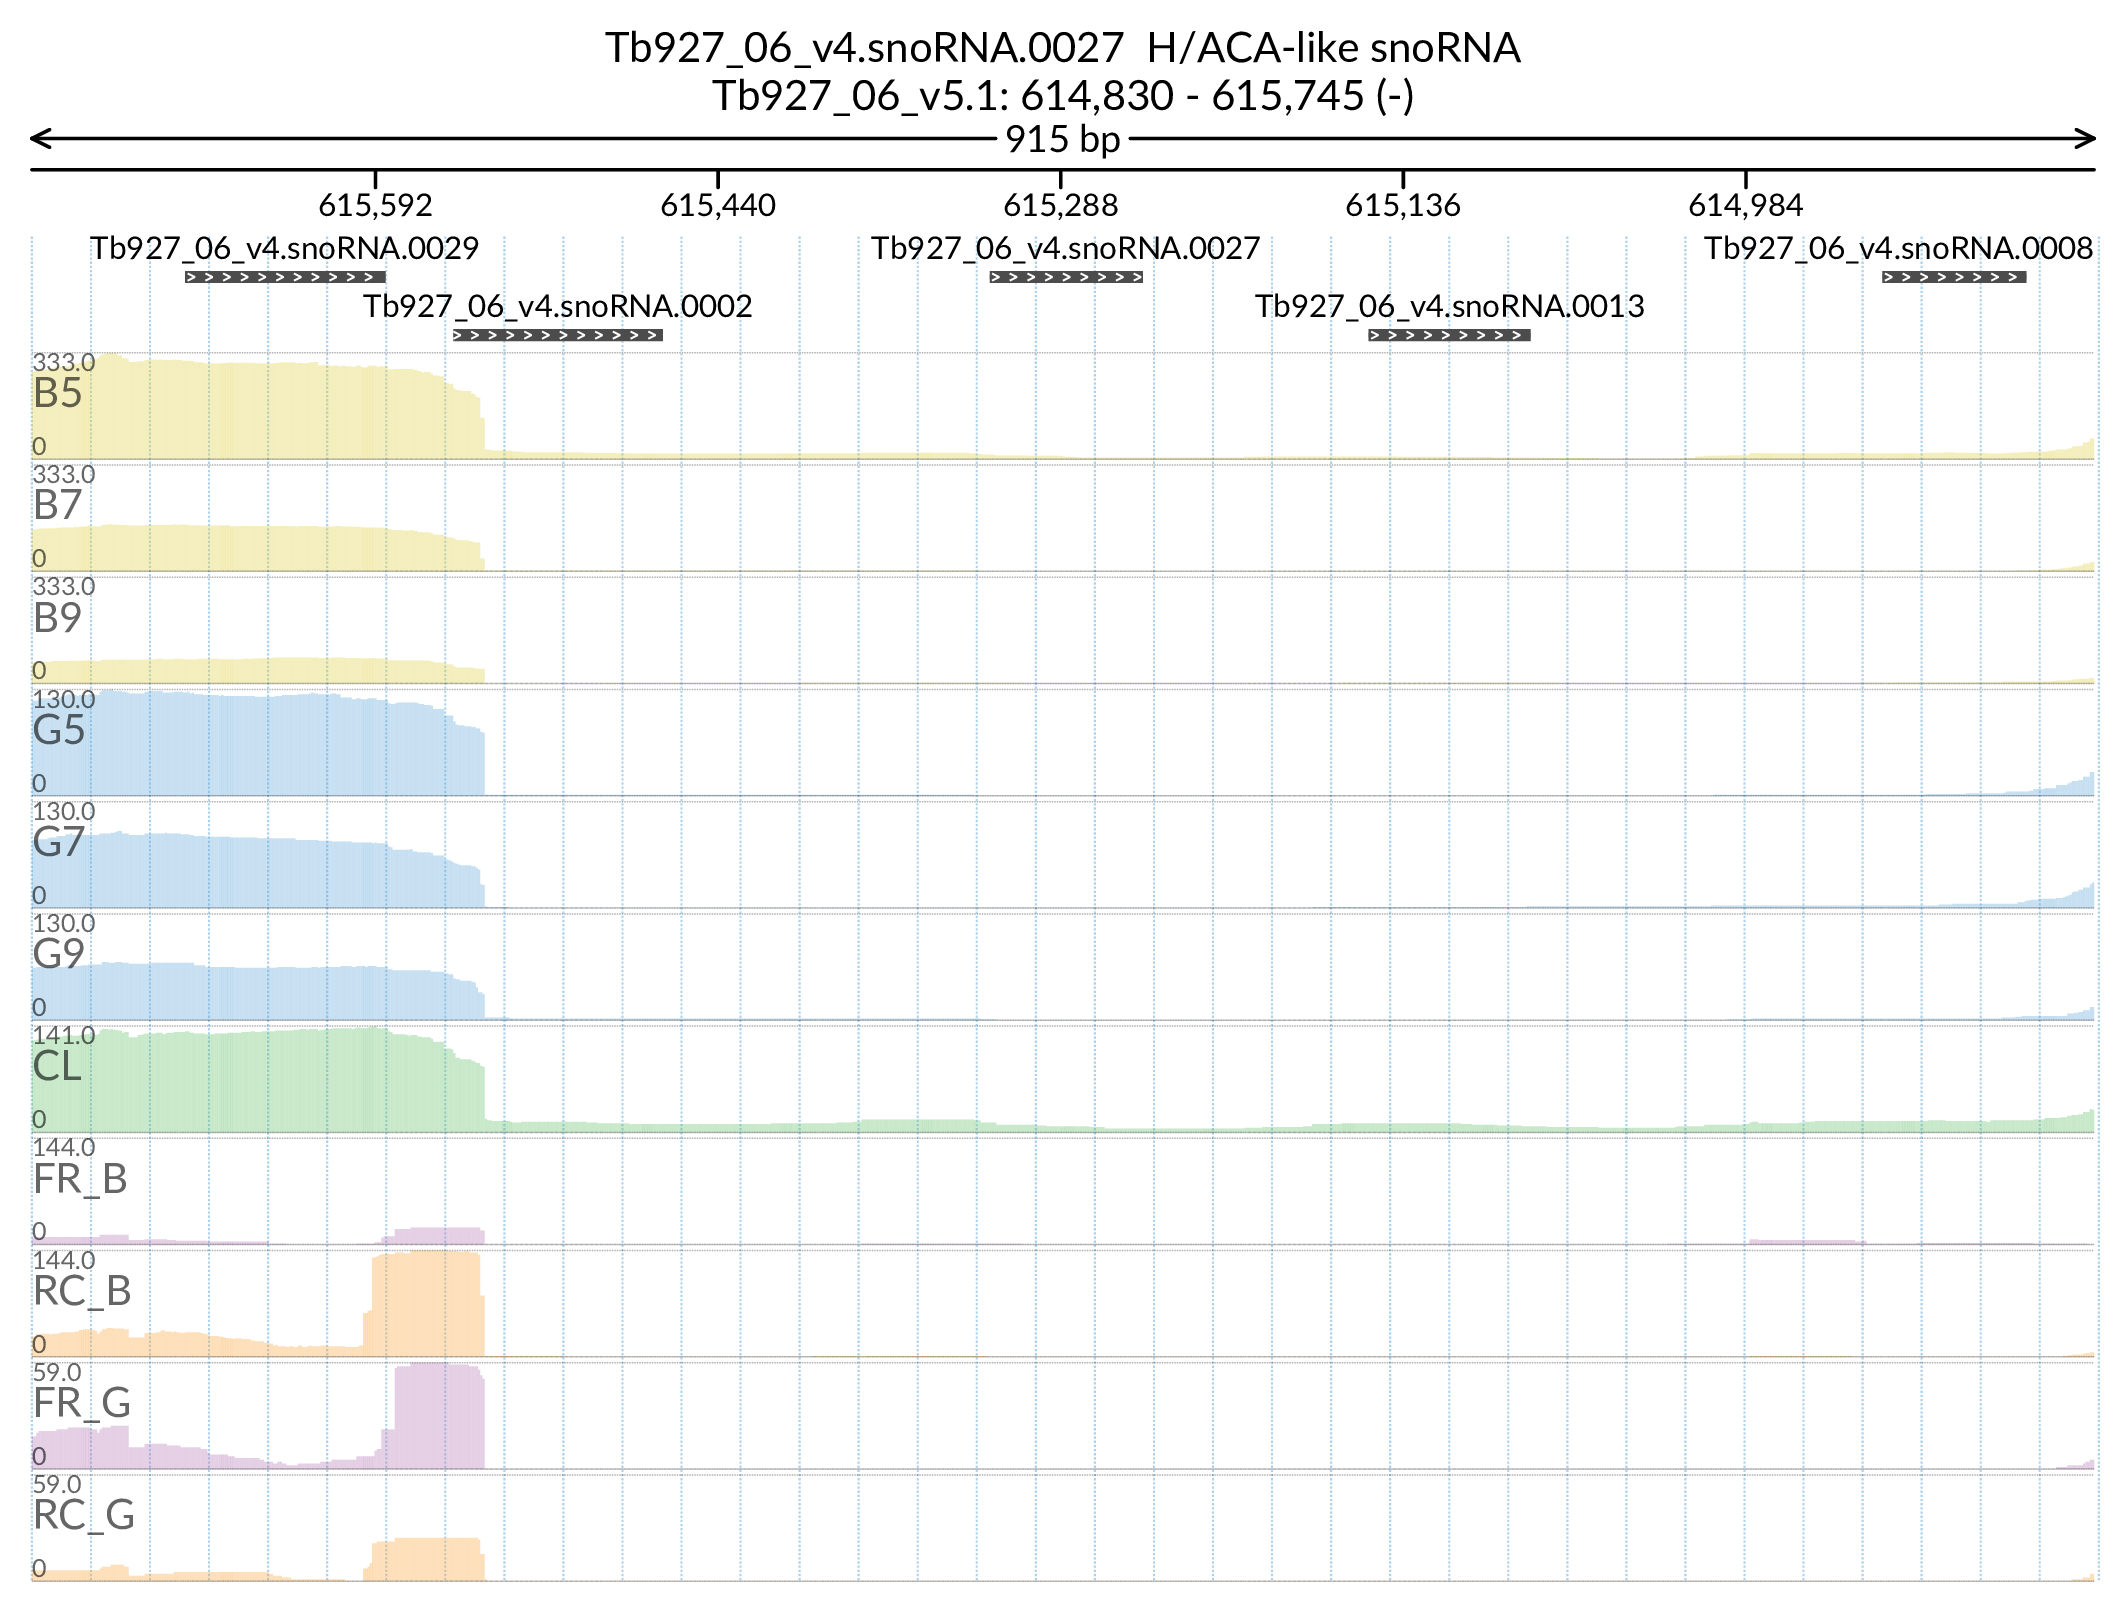 Tb927_06_v4.snoRNA.0027 H/ACA-like snoRNA
Tb927_06_v5.1: 614,830 - 615,745 (-)
915 bp
615,592 615,440 615,288 615,136 614,984
Tb927_06_v4.snoRNA.0029 Tb927_06_v4.snoRNA.0027 Tb927_06_v4.snoRNA.0008
Tb927_06_v4.snoRNA.0002 Tb927_06_v4.snoRNA.0013
333.0
B5
0
333.0
B7
0
333.0
B9
0
130.0
G5
0
130.0
G7
0
130.0
G9
0
141.0
CL
0
144.0
FR_B
0
144.0
RC_B
0
59.0
FR_G
0
59.0
RC_G
0